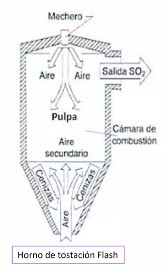 Mechero
Aire Aire
Salida SO₂
Pulpa
Aire
secundario
Cámara de
combustión
Cenizas
Aire
Cenizas
Horno de tostación Flash